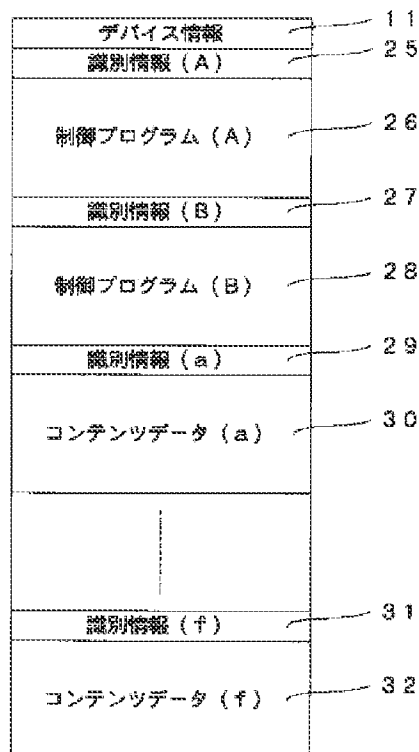 デバイス情報 11
識別情報(A) 25
制御プログラム(A) 26
識別情報(B) 27
制御プログラム(B) 28
識別情報(a) 29
コンテンツデータ(a) 30
識別情報(f) 31
コンテンツデータ(f) 32